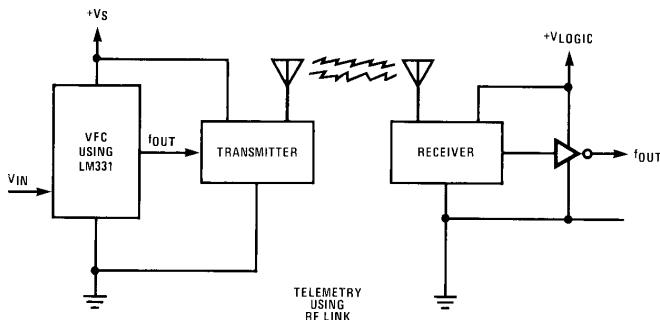 +VS
+VLOGIC
VFC
USING
LM331
fOUT
TRANSMITTER
RECEIVER
fOUT
VIN
TELEMETRY
USING
RF LINK